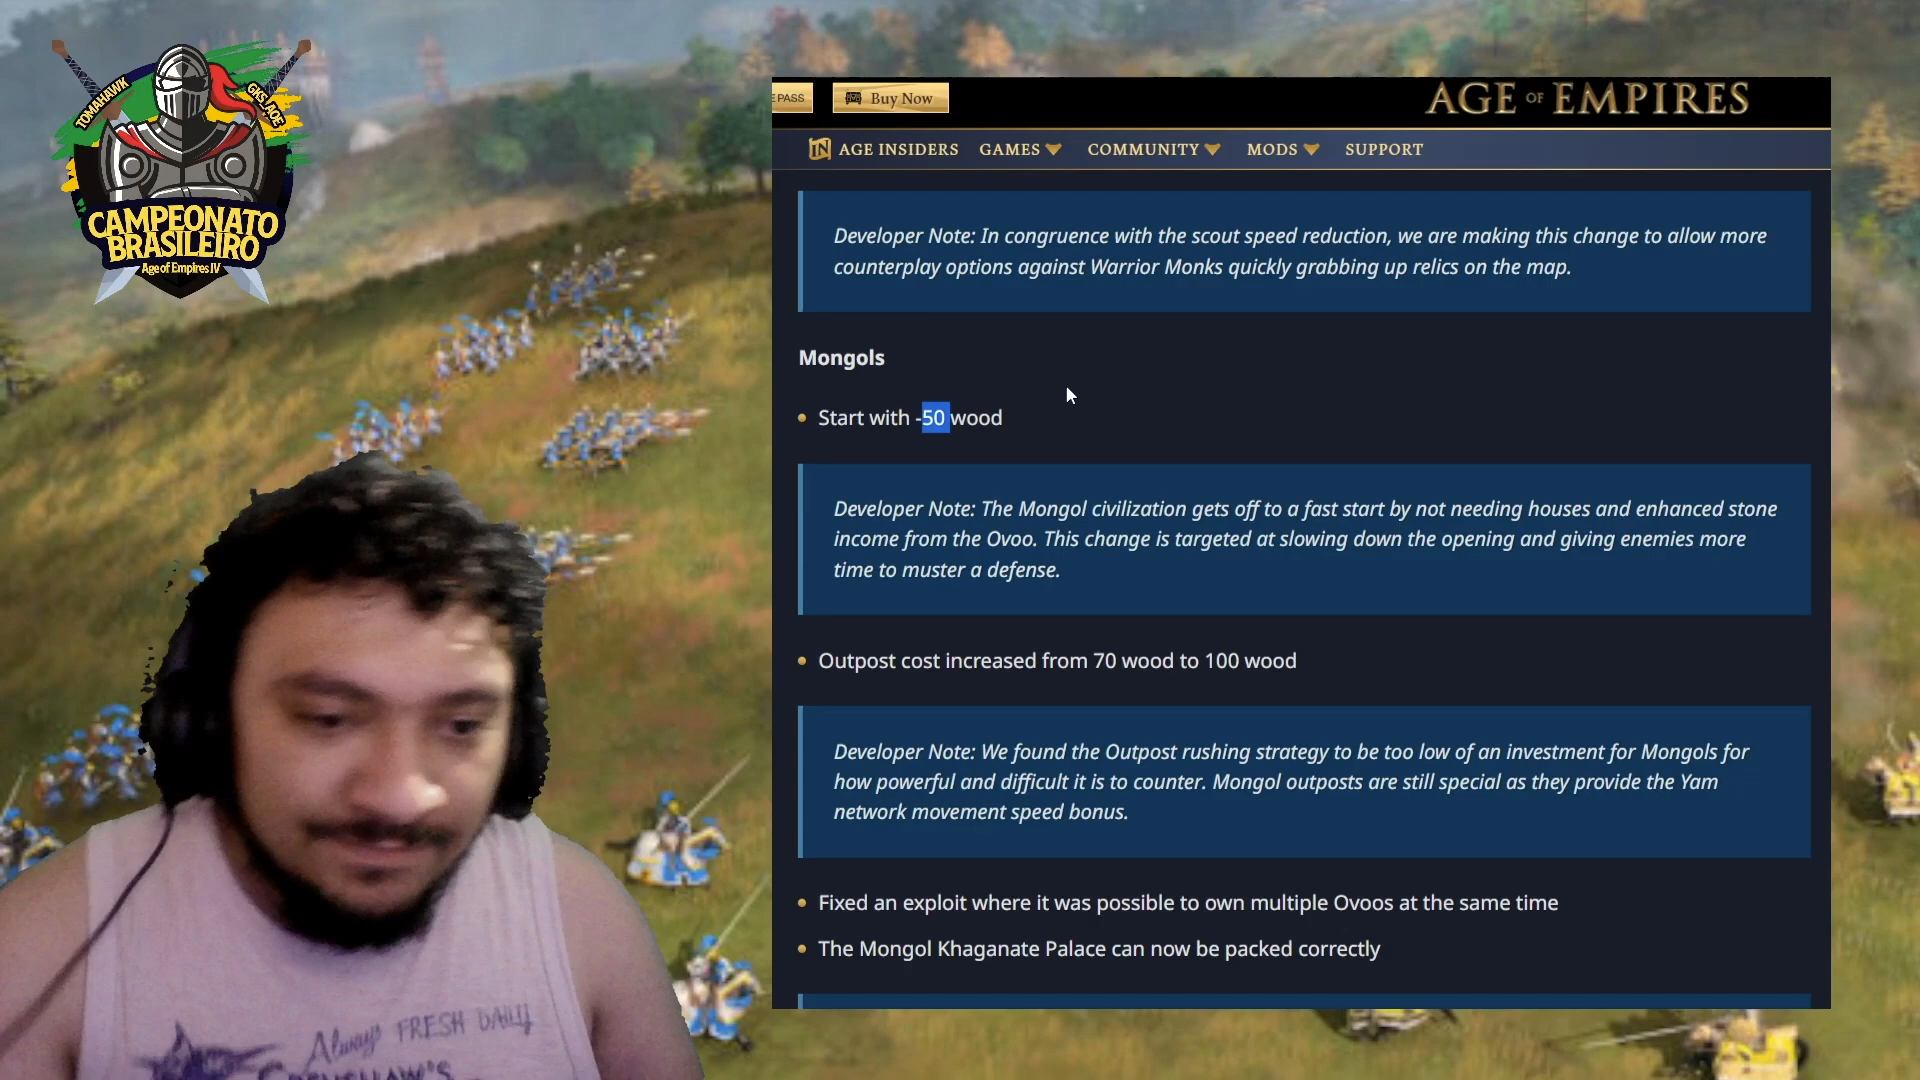 TOMAHAWK
GKS_AOE
CAMPEONATO
BRASILEIRO
Age of Empires IV
E PASS
Buy Now
AGE OF EMPIRES
IN AGE INSIDERS GAMES COMMUNITY MODS SUPPORT
Developer Note: In congruence with the scout speed reduction, we are making this change to allow more
counterplay options against Warrior Monks quickly grabbing up relics on the map.
Mongols
Start with -50 wood
Developer Note: The Mongol civilization gets off to a fast start by not needing houses and enhanced stone
income from the Ovoo. This change is targeted at slowing down the opening and giving enemies more
time to muster a defense.
Outpost cost increased from 70 wood to 100 wood
Developer Note: We found the Outpost rushing strategy to be too low of an investment for Mongols for
how powerful and difficult it is to counter. Mongol outposts are still special as they provide the Yam
network movement speed bonus.
Fixed an exploit where it was possible to own multiple Ovoos at the same time
The Mongol Khaganate Palace can now be packed correctly
Always FRESH DAILY